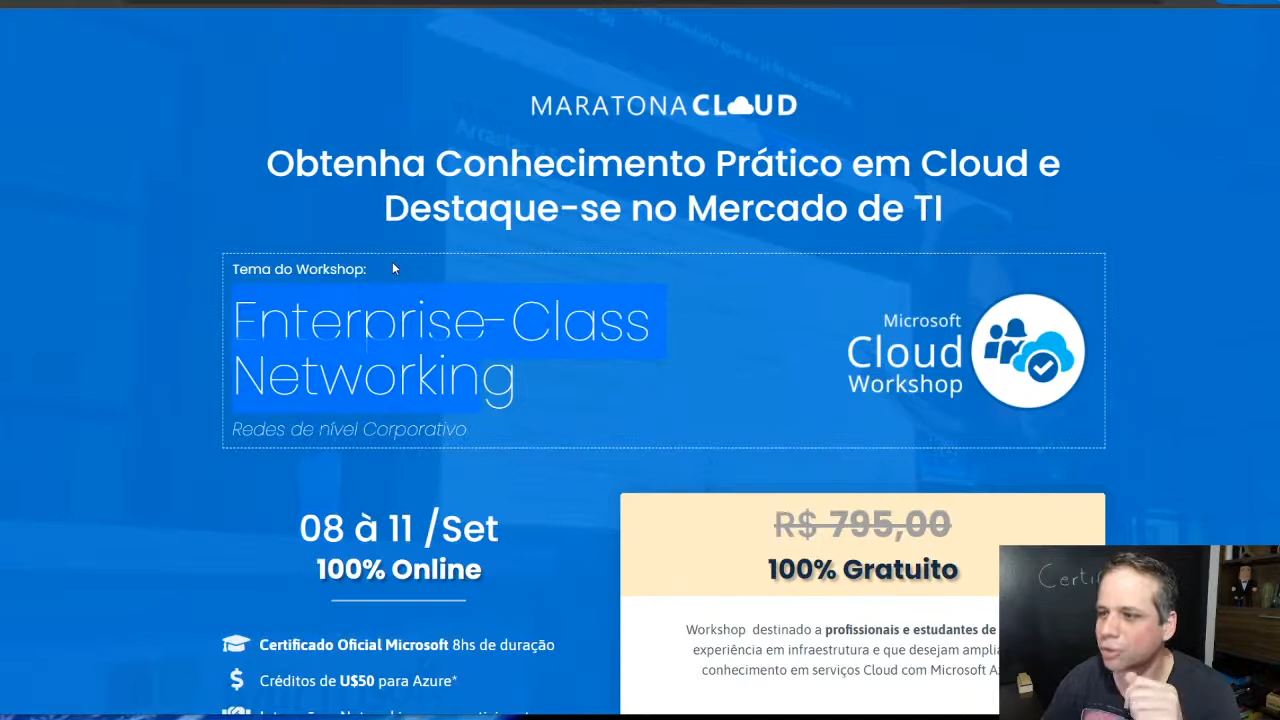 MARATONA CLOUD
Obtenha Conhecimento Prático em Cloud e
Destaque-se no Mercado de TI
Tema do Workshop:
Enterprise-Class
Networking
Redes de nível Corporativo
Microsoft
Cloud
Workshop
08 à 11 /Set
100% Online
Certificado Oficial Microsoft 8hs de duração
Créditos de U$50 para Azure*
R$ 795,00
100% Gratuito
Workshop destinado a profissionais e estudantes de
experiência em infraestrutura e que desejam
conhecimento em serviços Cloud com Microsoft